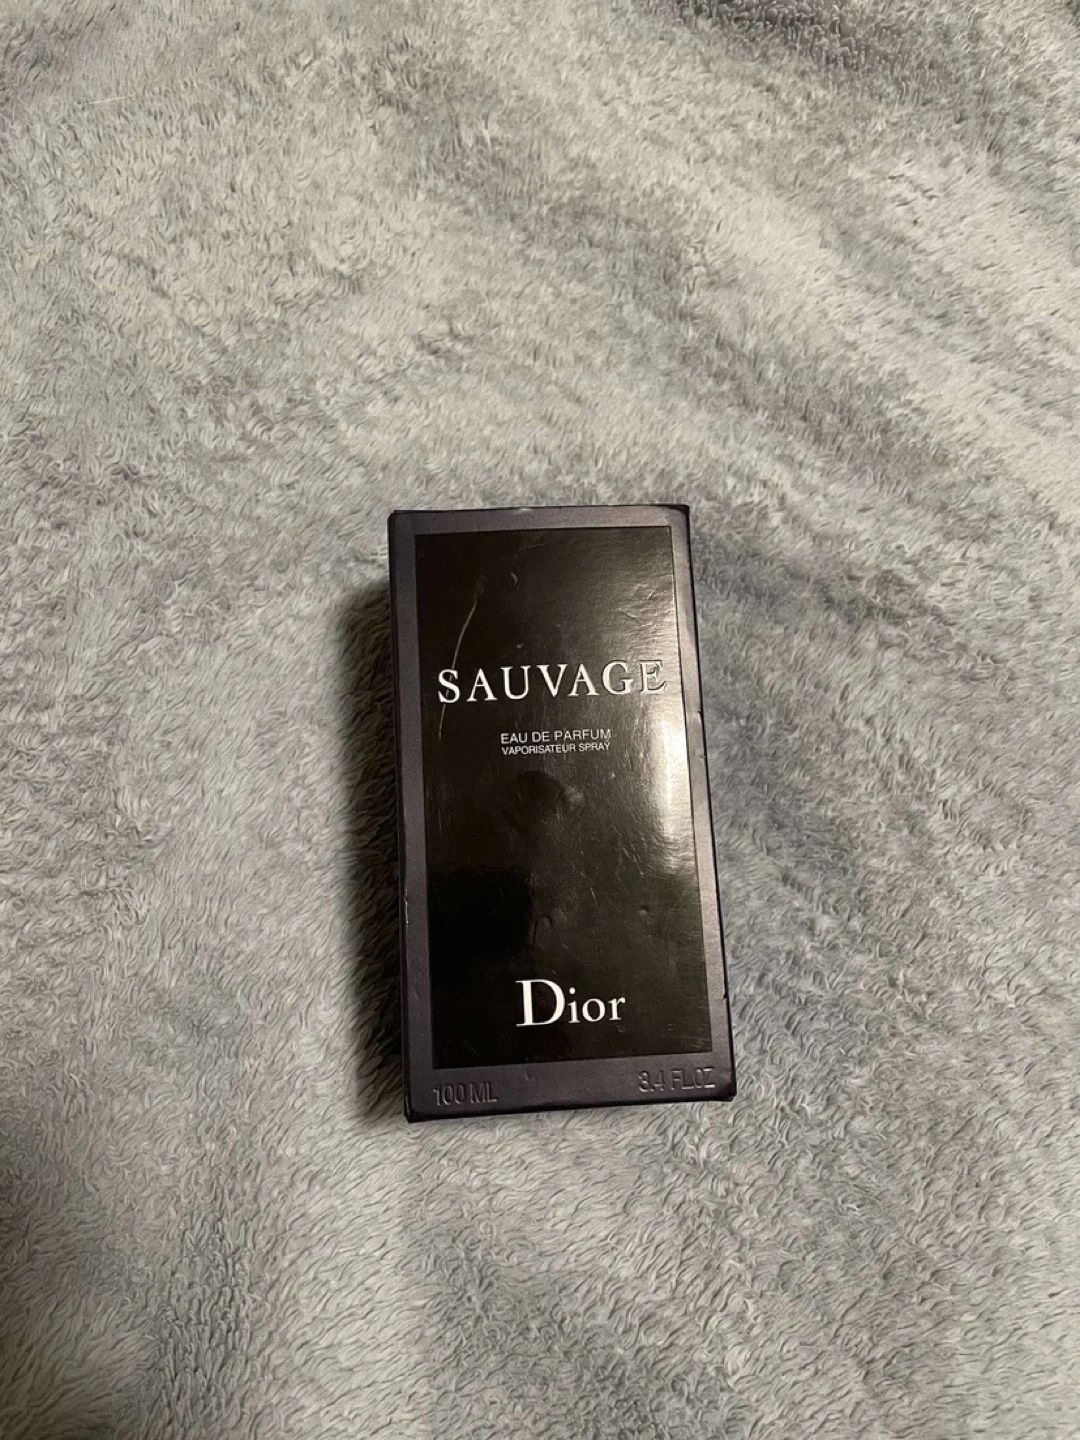 SAUVAGE
EAU DE PARFUM
VAPORISATEUR SPRAY
Dior
100 ML 3.4 FL.OZ